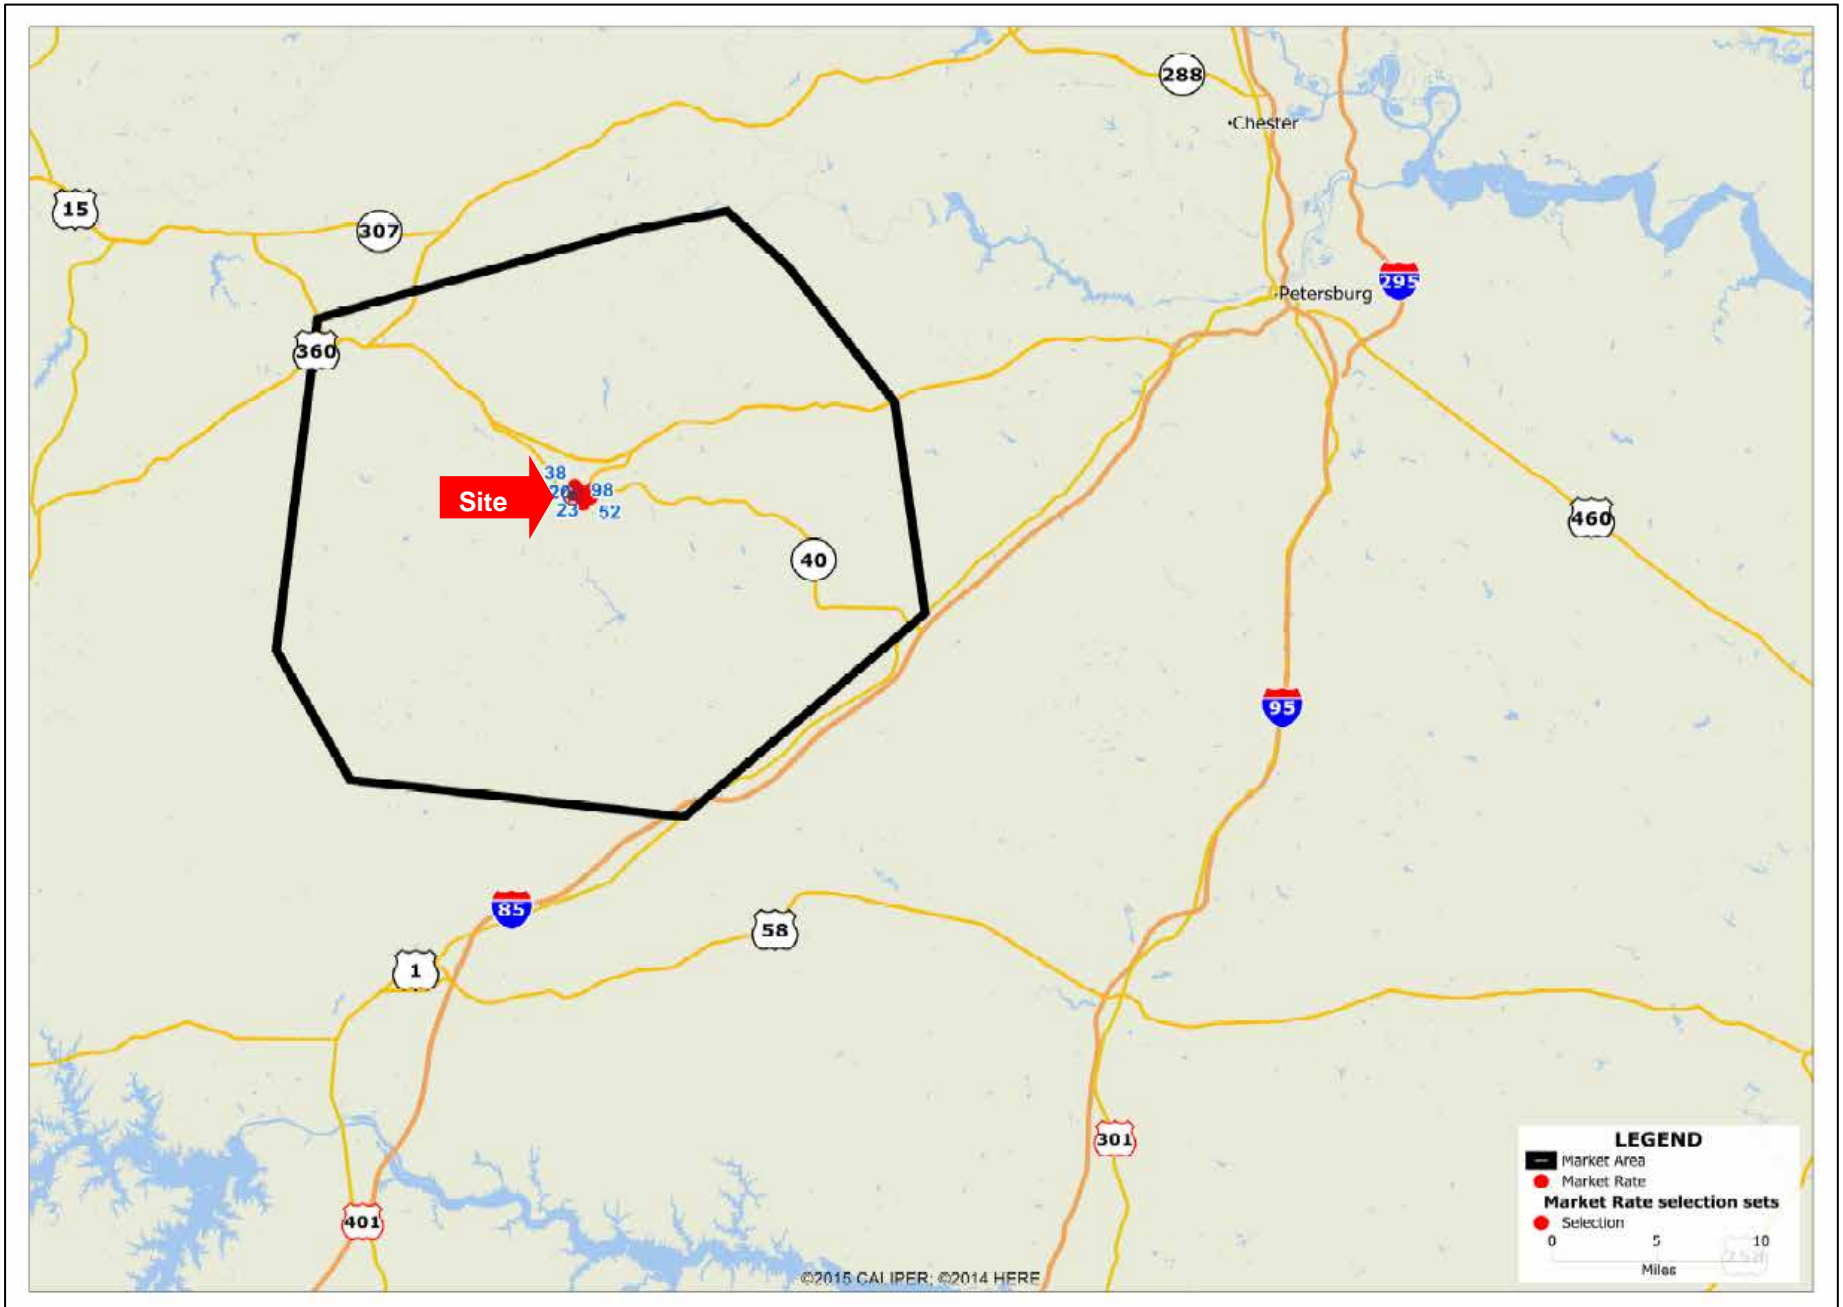 288
Chester
15
307
295
Petersburg
360
38
98
Site
23
52
460
40
95
85
58
1
301
401
LEGEND
Market Area
Market Rate
Market Rate selection sets
Selection
0 5 10
Miles
©2015 CALIPER; ©2014 HERE